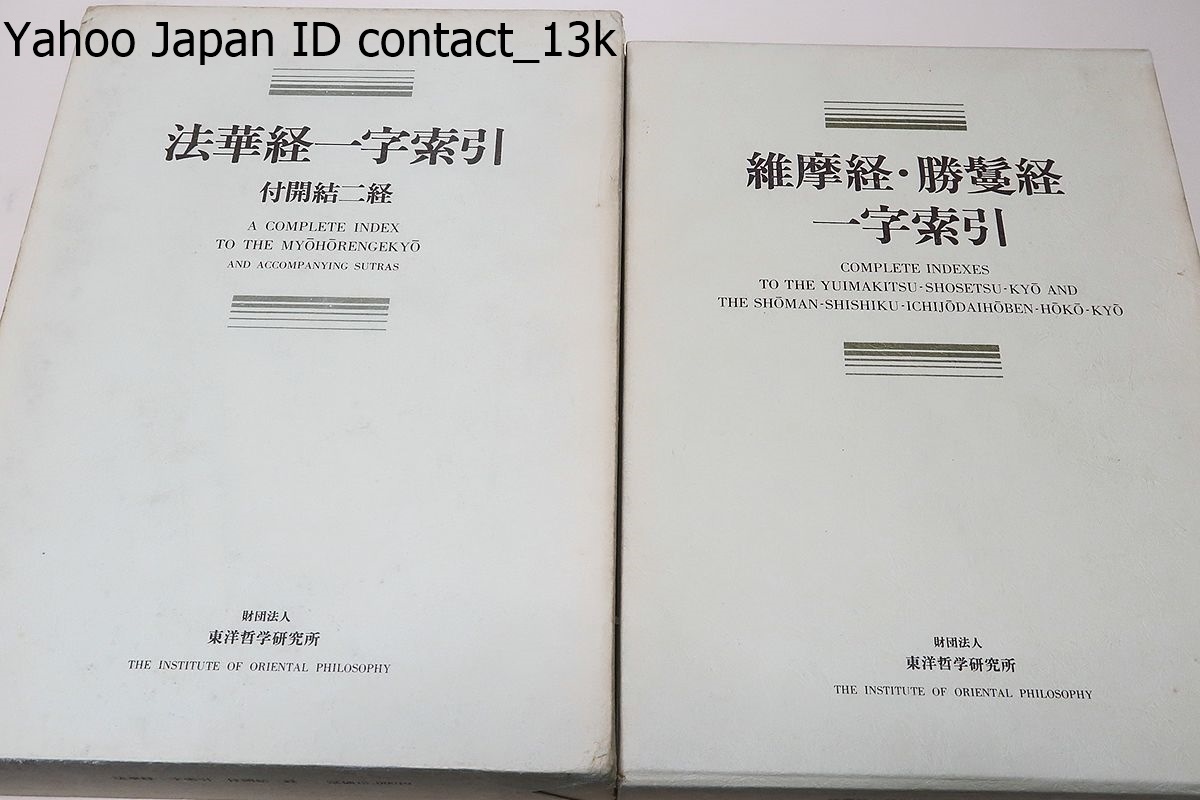 Yahoo Japan ID contact_13k
法華経一字索引
付開結二経
A COMPLETE INDEX
TO THE MYŌHŌRENGEKYŌ
AND ACCOMPANYING SUTRAS
財団法人
東洋哲学研究所
THE INSTITUTE OF ORIENTAL PHILOSOPHY
維摩経・勝鬘経
一字索引
COMPLETE INDEXES
TO THE YUIMAKITSU-SHOSETSU-KYŌ AND
THE SHŌMAN-SHISHIKU-ICHIJŌDAIHŌBEN-HŌKŌ-KYŌ
財団法人
東洋哲学研究所
THE INSTITUTE OF ORIENTAL PHILOSOPHY